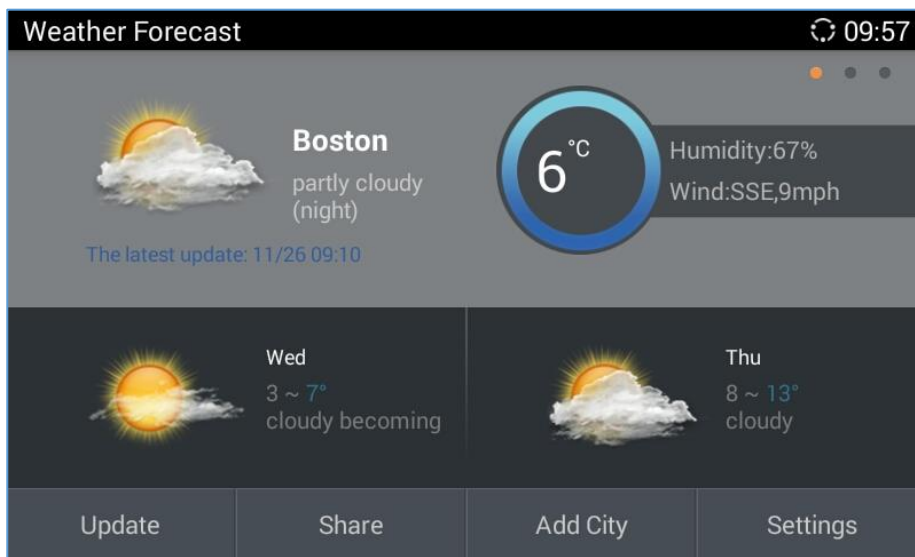 Weather Forecast
09:57
Boston
partly cloudy
(night)
The latest update: 11/26 09:10
6°C
Humidity:67%
Wind:SSE,9mph
Wed
3 ~ 7°
cloudy becoming
Thu
8 ~ 13°
cloudy
Update
Share
Add City
Settings